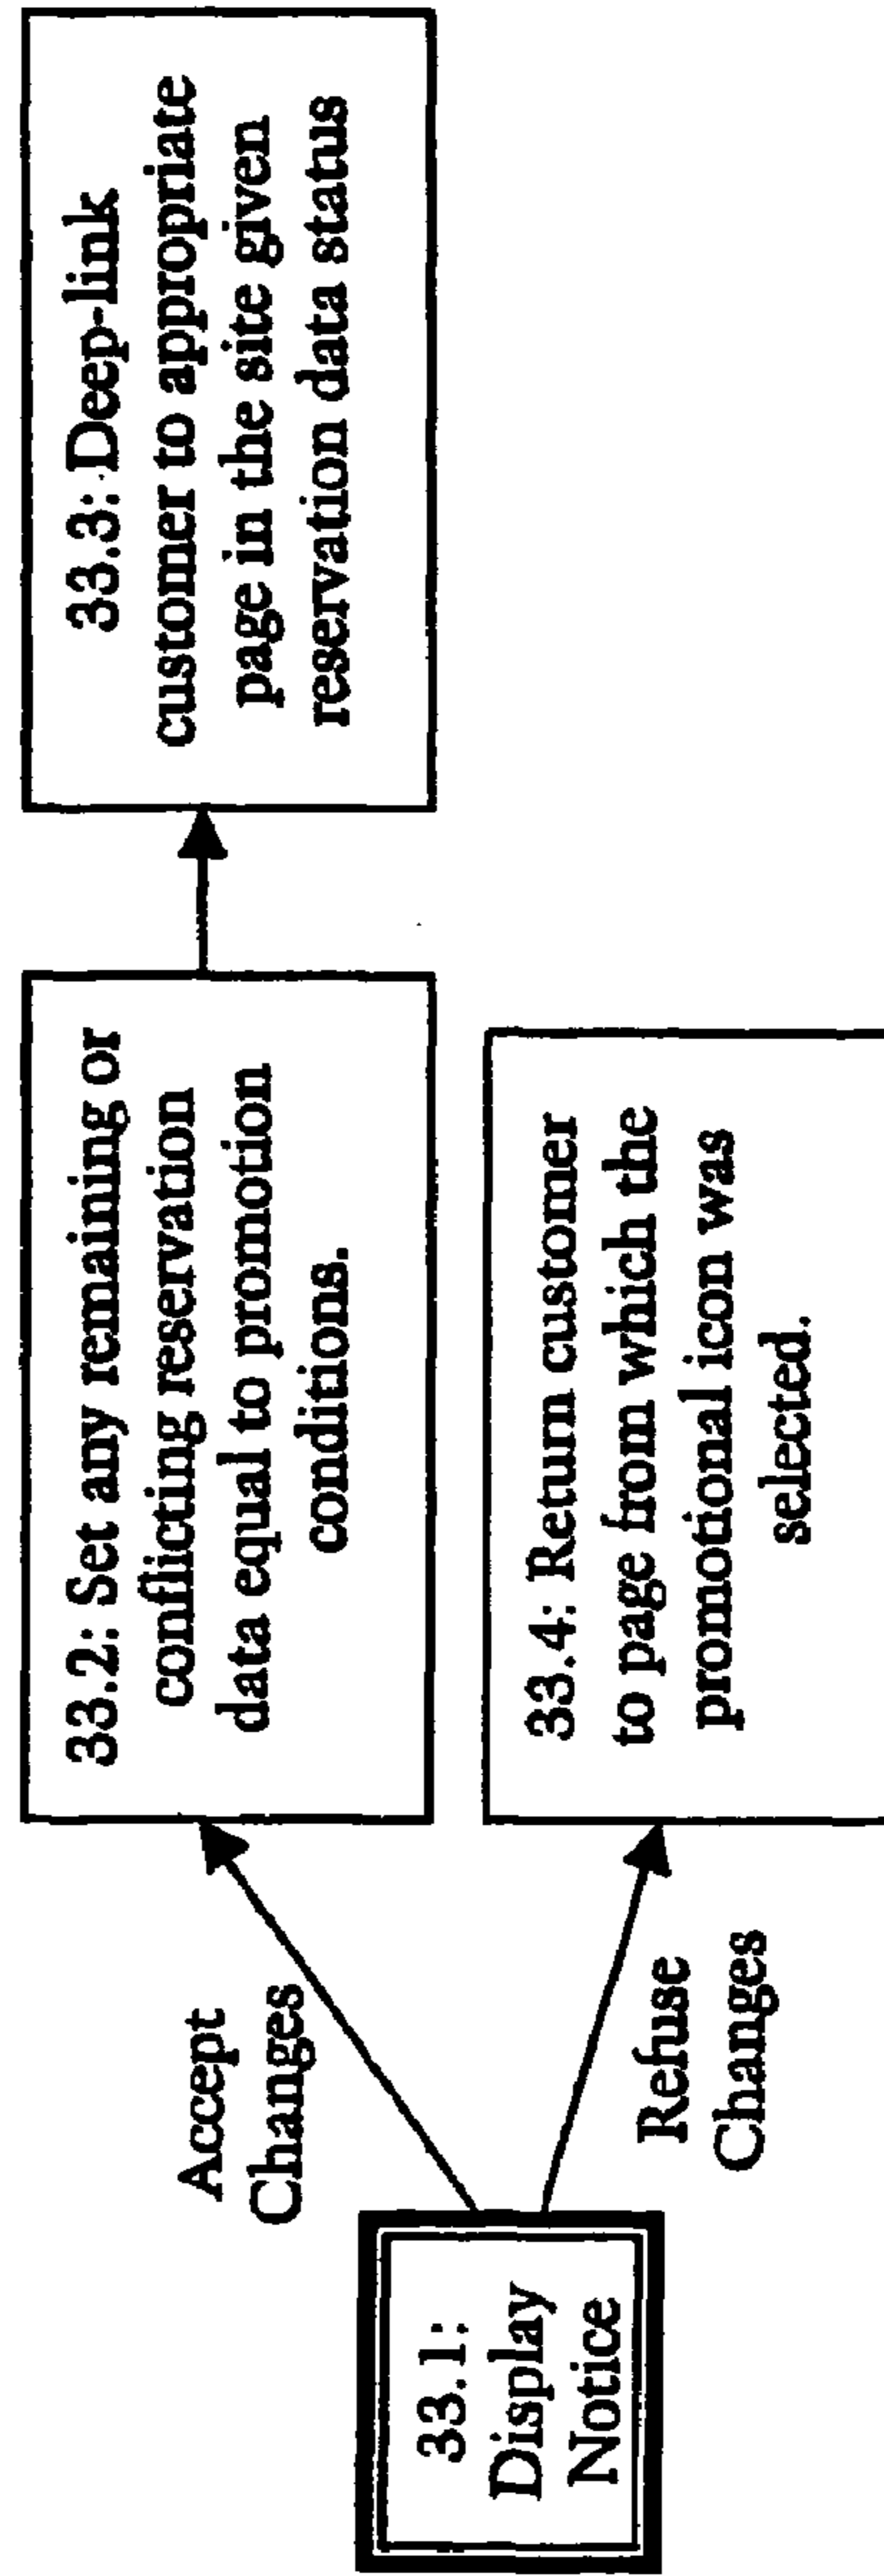 33.1:
Display
Notice
Accept
Changes
Refuse
Changes
33.2: Set any remaining or
conflicting reservation
data equal to promotion
conditions.
33.3: Deep-link
customer to appropriate
page in the site given
reservation data status
33.4: Return customer
to page from which the
promotional icon was
selected.